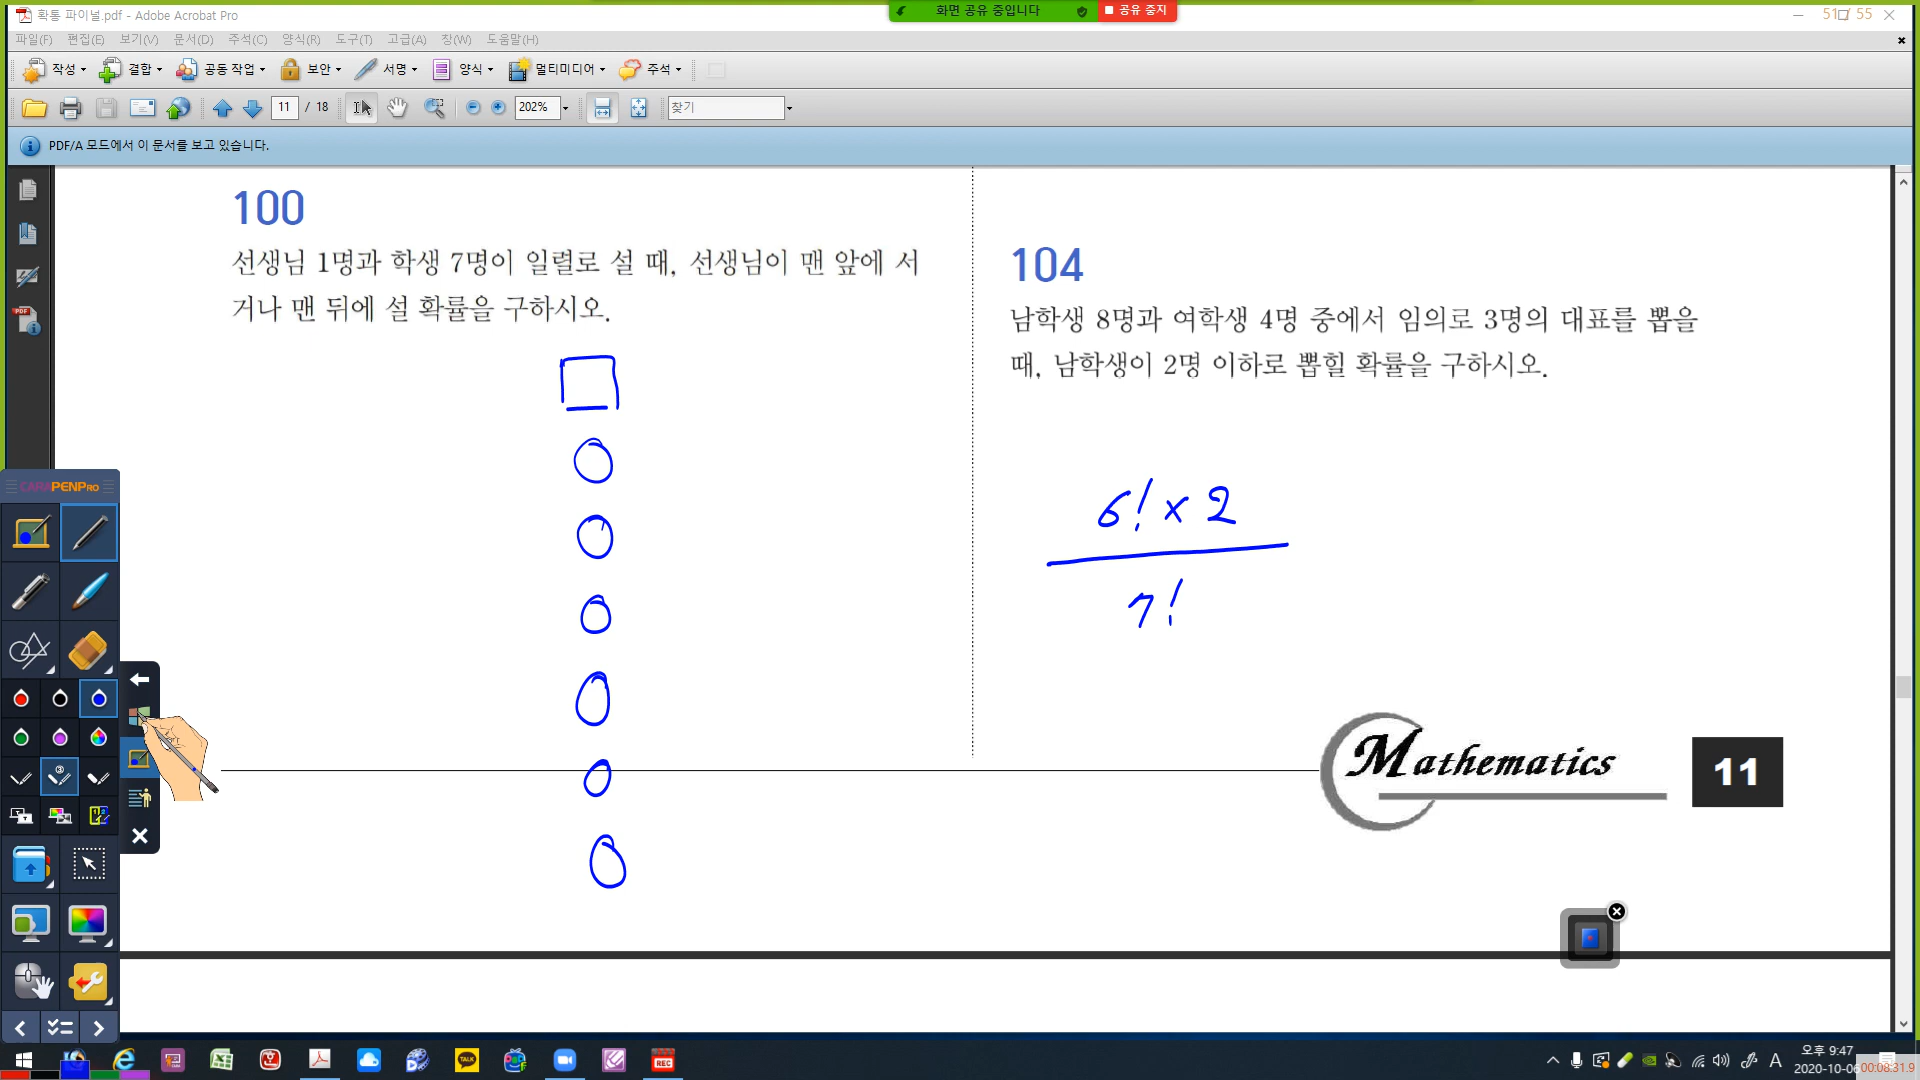 확통 파이널.pdf - Adobe Acrobat Pro
화면 공유 중입니다
공유 중지
51 / 55
파일(F) 편집(E) 보기(V) 문서(D) 주석(C) 양식(R) 도구(T) 고급(A) 창(W) 도움말(H)
작성 결합 공동 작업 보안 서명 양식 멀티미디어 주석
11 / 18 202% 찾기
PDF/A 모드에서 이 문서를 보고 있습니다.
100
선생님 1명과 학생 7명이 일렬로 설 때, 선생님이 맨 앞에 서
거나 맨 뒤에 설 확률을 구하시오.
104
남학생 8명과 여학생 4명 중에서 임의로 3명의 대표를 뽑을
때, 남학생이 2명 이하로 뽑힐 확률을 구하시오.
6! × 2
7!
CARAPENPRO
Mathematics
11
A
오후 9:47
2020-10-06
00:08:31.9